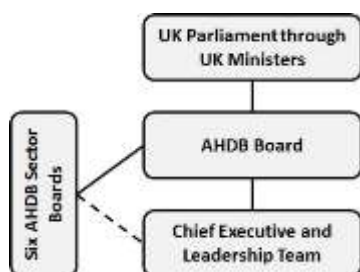 UK Parliament through
UK Ministers
AHDB Board
Six AHDB Sector
Boards
Chief Executive and
Leadership Team